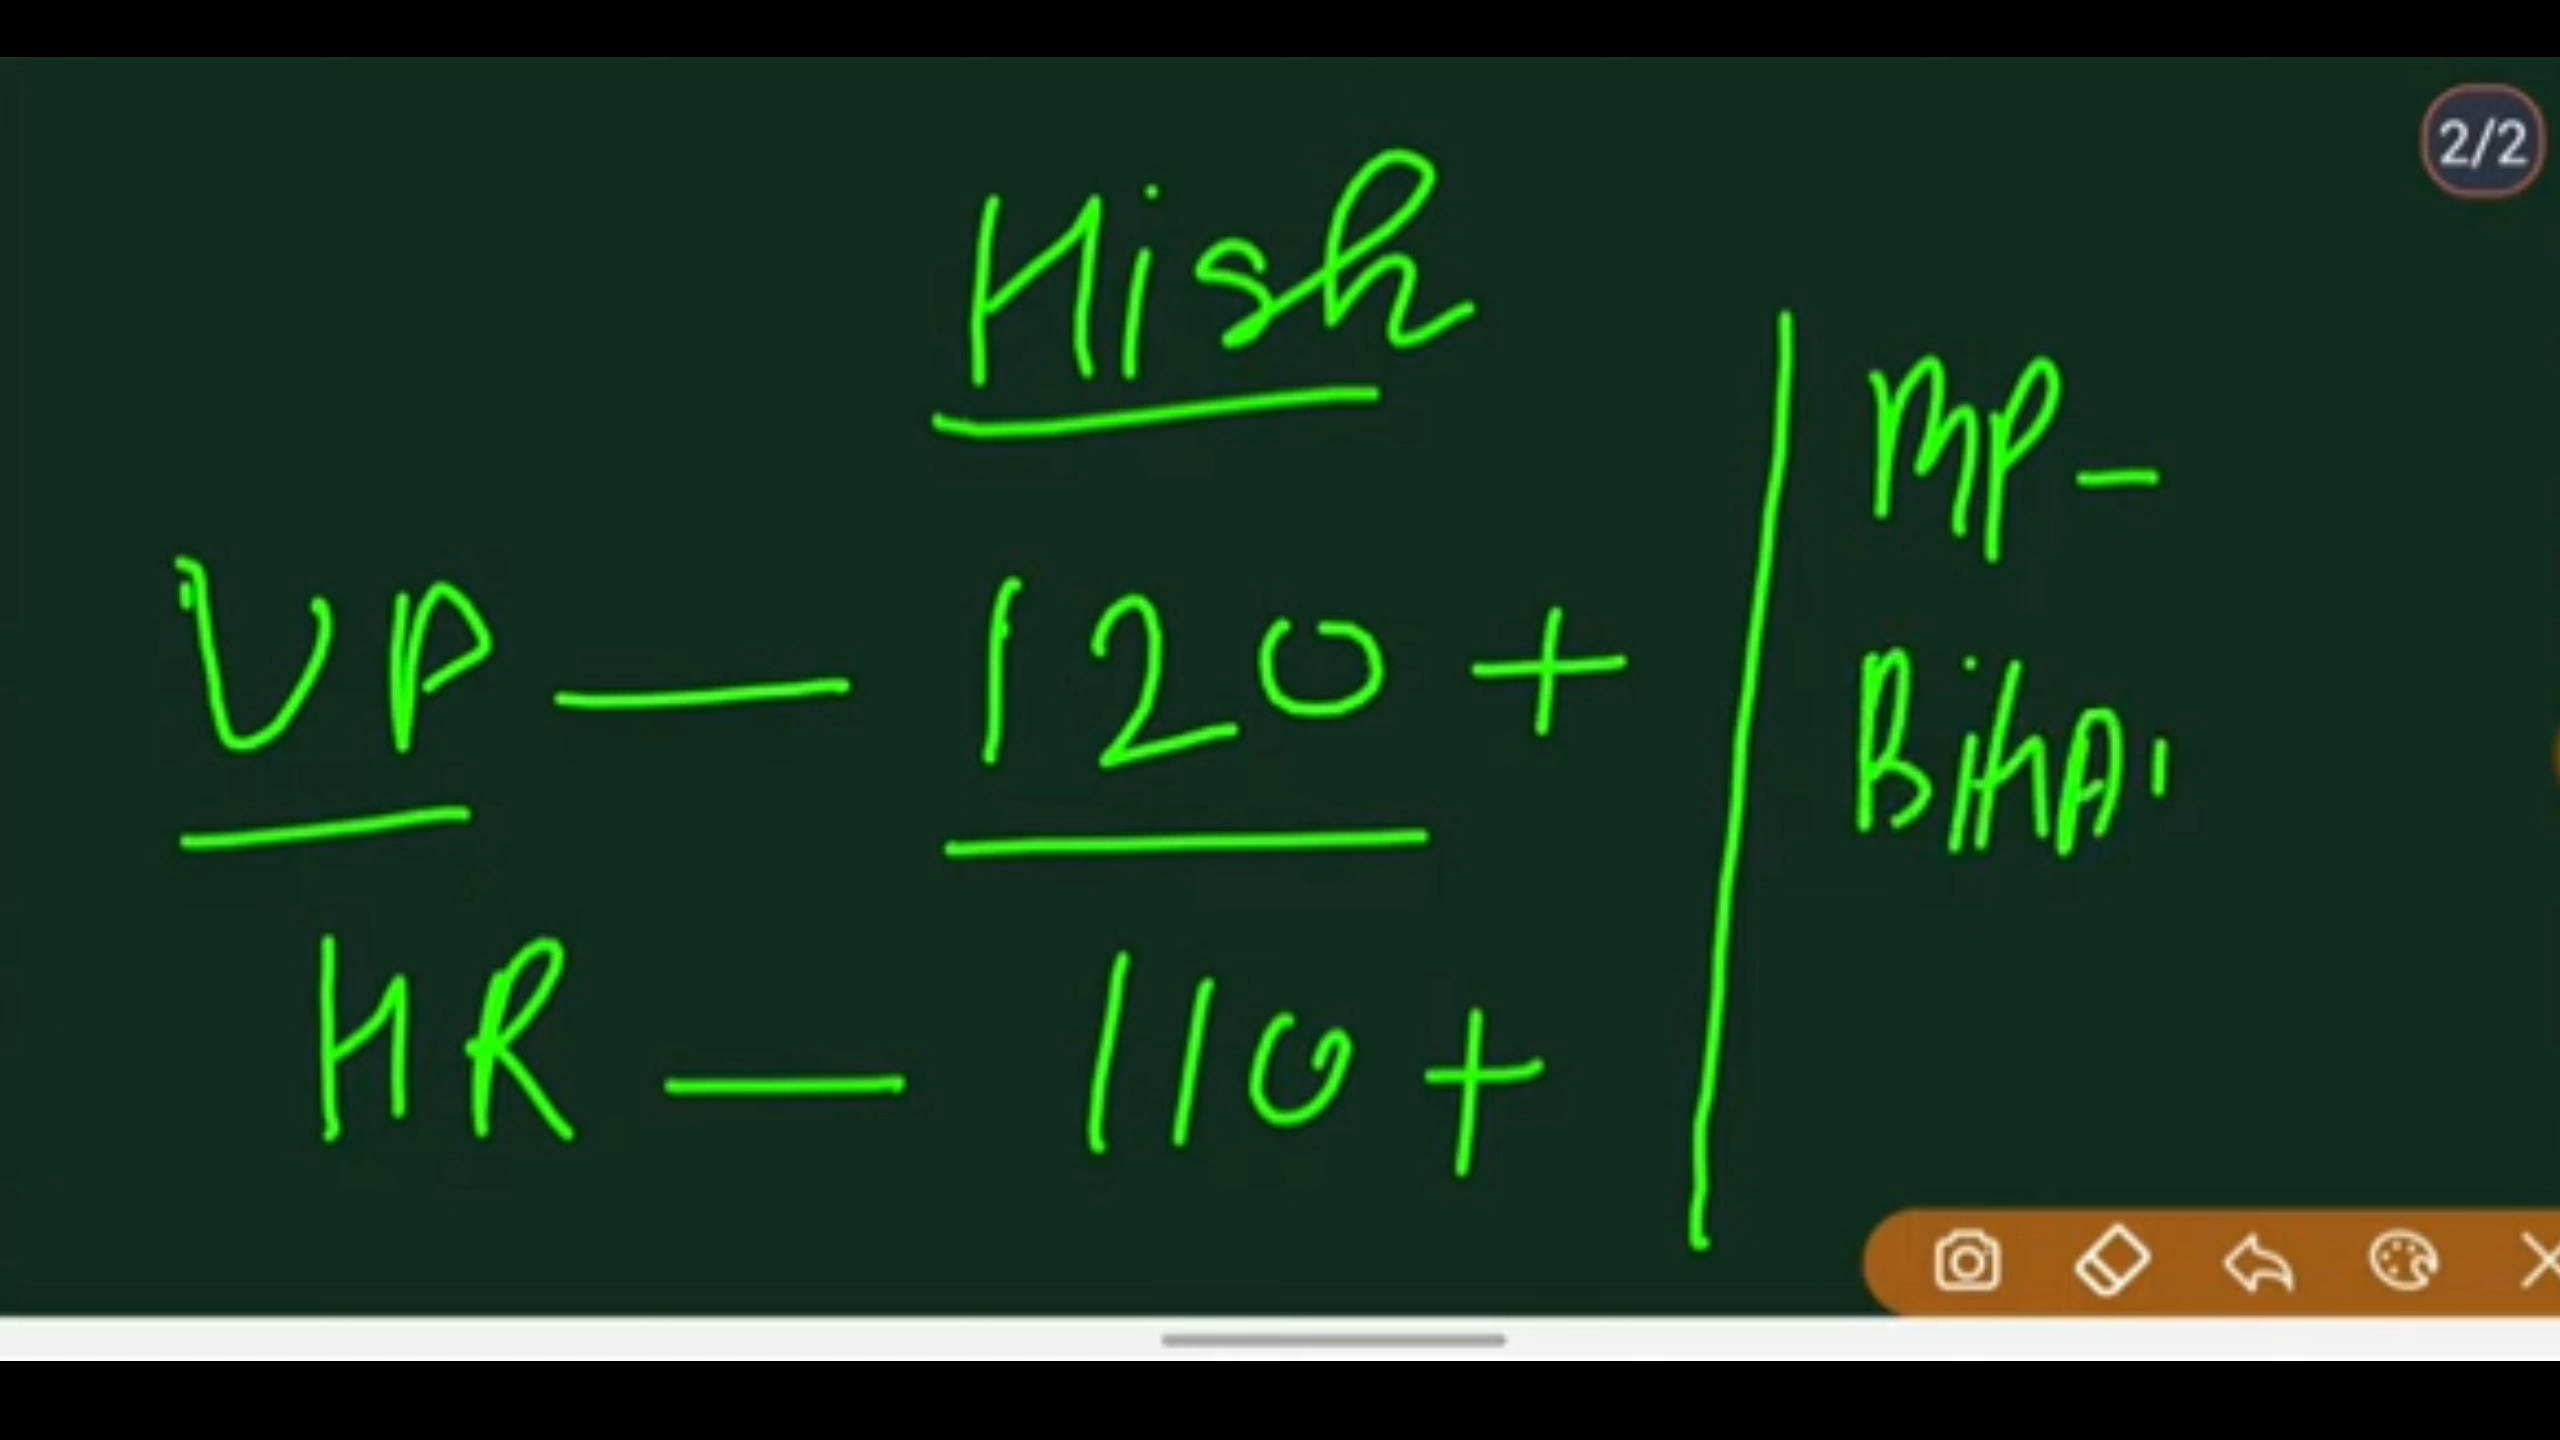 2/2
High
UP — 120+
HR — 110+
MP -
BiHAr